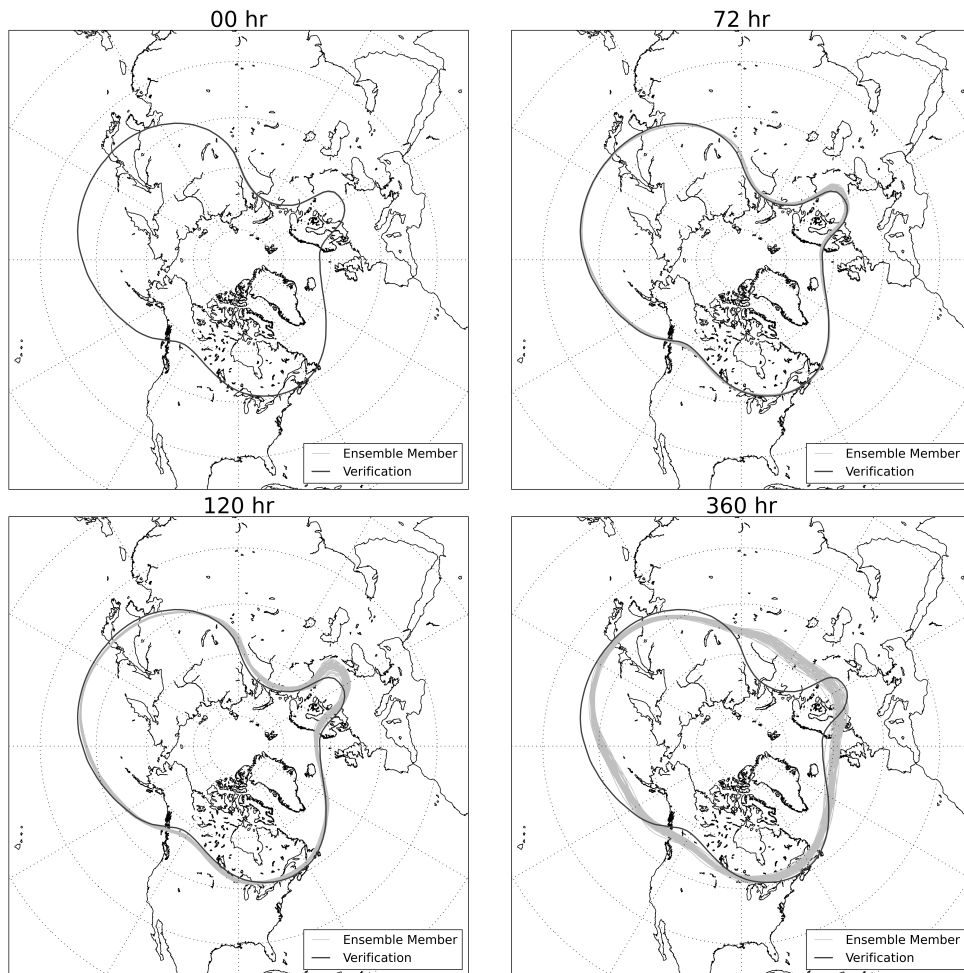 00 hr
72 hr
Ensemble Member
Verification
Ensemble Member
Verification
120 hr
360 hr
Ensemble Member
Verification
Ensemble Member
Verification